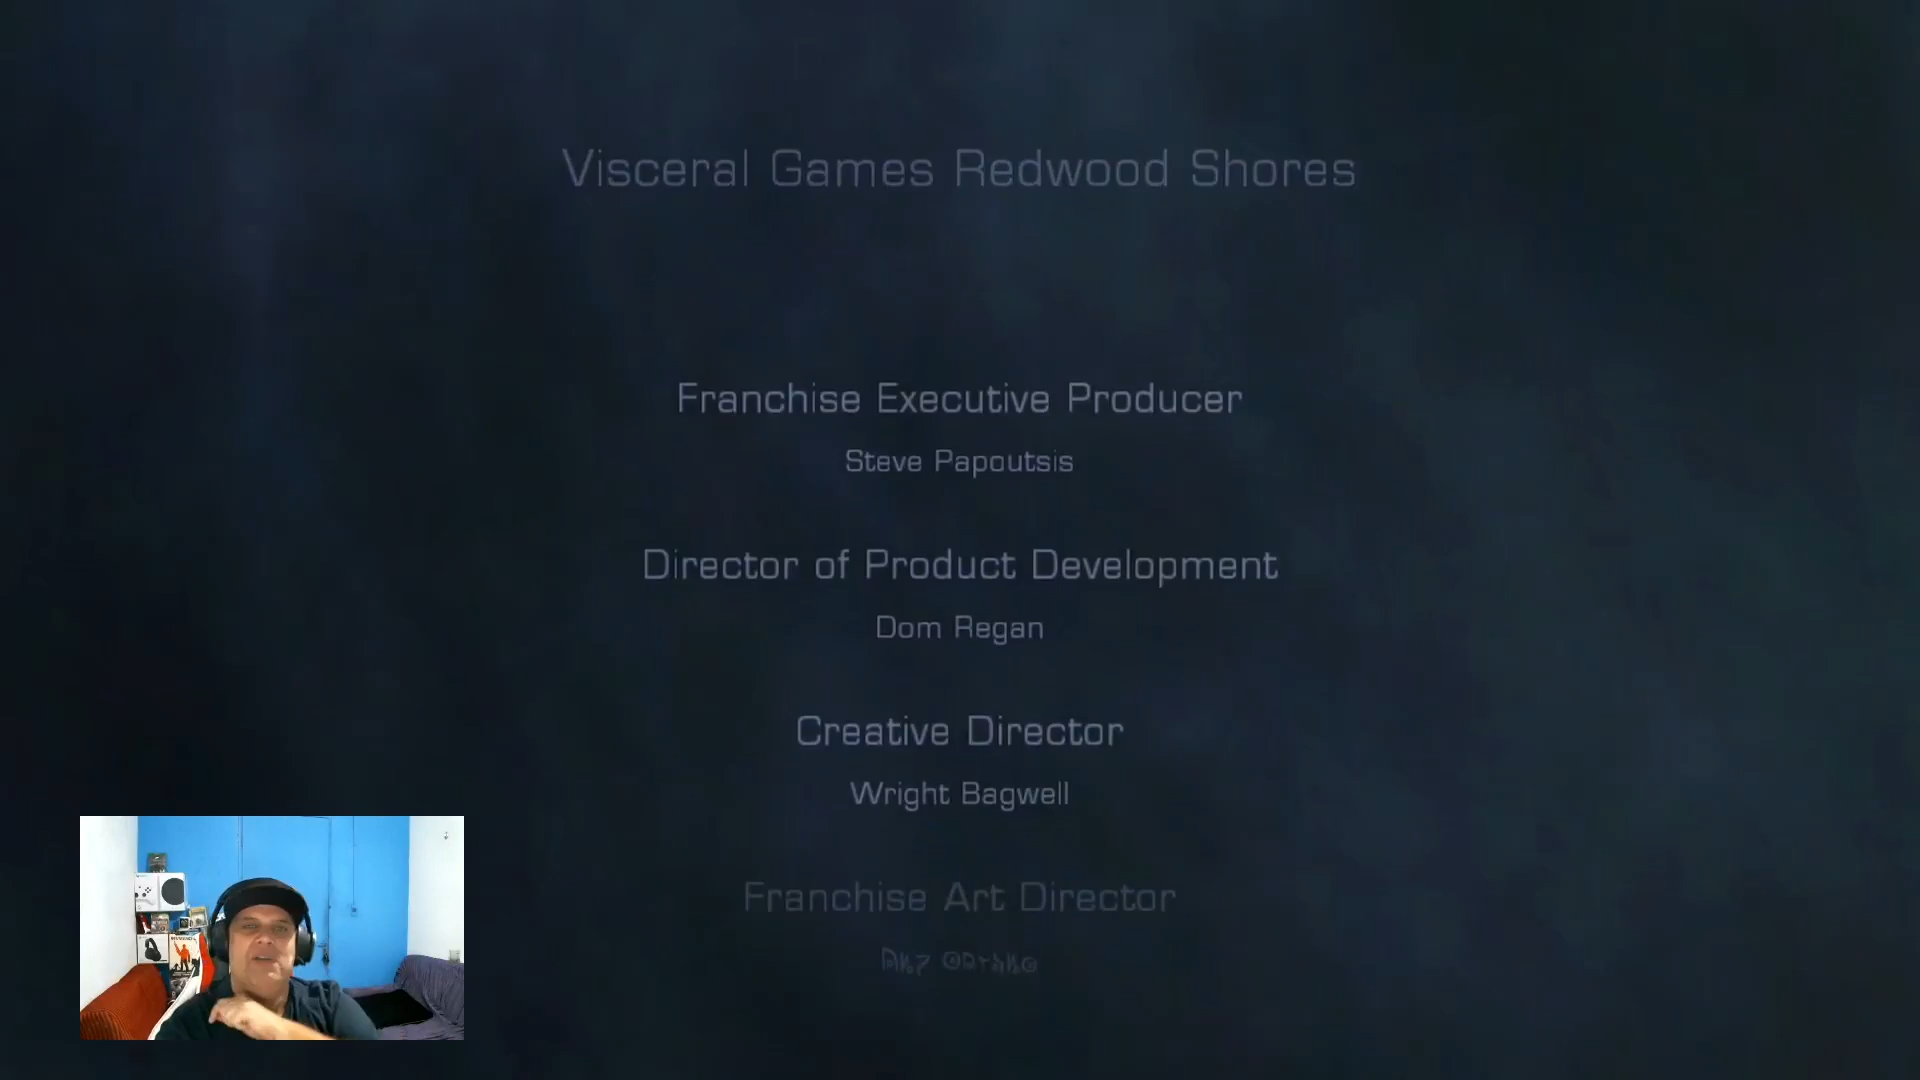 Visceral Games Redwood Shores
Franchise Executive Producer
Steve Papoutsis
Director of Product Development
Dom Regan
Creative Director
Wright Bagwell
Franchise Art Director